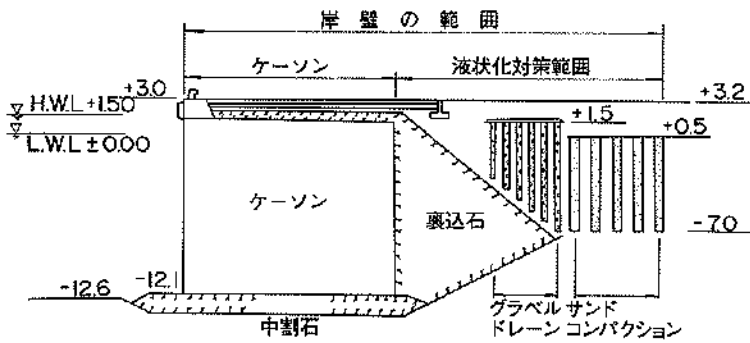 岸壁の範囲
ケーソン
液状化対策範囲
+3.0
+3.2
H.W.L +1.50
+1.5
+0.5
L.W.L ±0.00
ケーソン
裏込石
-7.0
-12.1
-12.6
中割石
グラベル サンド
ドレーン コンパクション